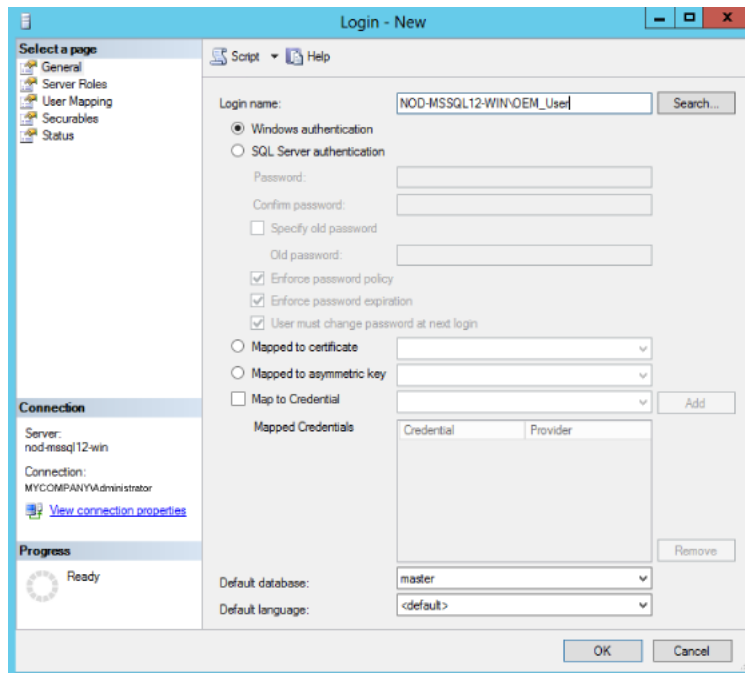 Login - New
Select a page
General
Server Roles
User Mapping
Securables
Status
Script Help
Login name: NOD-MSSQL12-WIN\OEM_User Search...
Windows authentication
SQL Server authentication
Password:
Confirm password:
Specify old password
Old password:
Enforce password policy
Enforce password expiration
User must change password at next login
Mapped to certificate
Mapped to asymmetric key
Map to Credential Add
Mapped Credentials Credential Provider
Remove
Default database: master
Default language: <default>
Connection
Server:
nod-mssql12-win
Connection:
MYCOMPANY\Administrator
View connection properties
Progress
Ready
OK Cancel